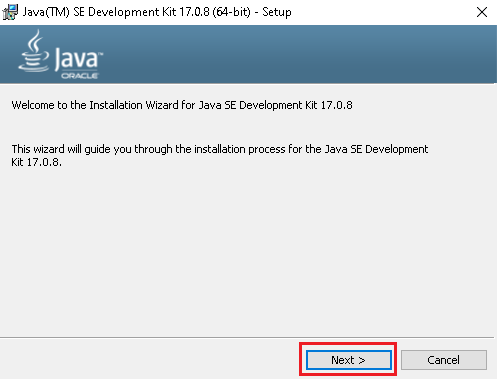 Java(TM) SE Development Kit 17.0.8 (64-bit) - Setup
Java™
ORACLE
Welcome to the Installation Wizard for Java SE Development Kit 17.0.8
This wizard will guide you through the installation process for the Java SE Development
Kit 17.0.8.
Next >
Cancel